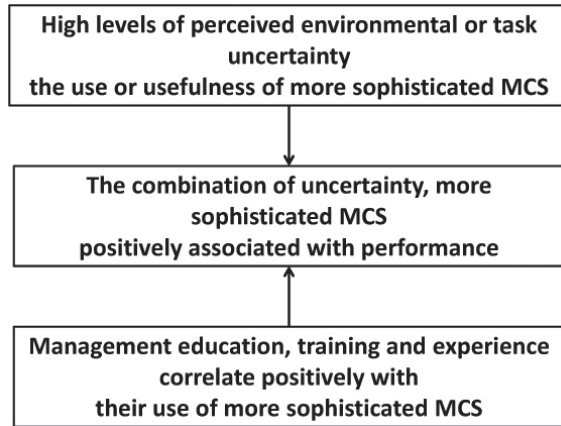 High levels of perceived environmental or task
uncertainty
the use or usefulness of more sophisticated MCS
The combination of uncertainty, more
sophisticated MCS
positively associated with performance
Management education, training and experience
correlate positively with
their use of more sophisticated MCS